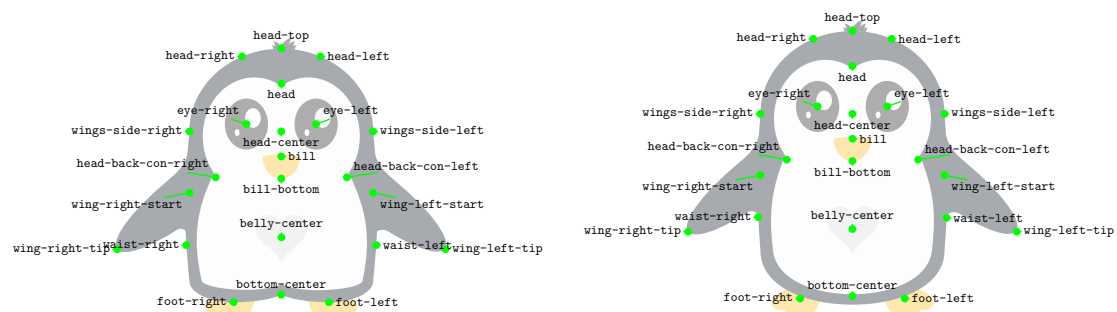 head-top
head-right
head-left
head
eye-right
eye-left
wings-side-right
wings-side-left
head-center
bill
head-back-con-right
head-back-con-left
bill-bottom
wing-right-start
wing-left-start
belly-center
wing-right-tip
waist-right
waist-left
wing-left-tip
bottom-center
foot-right
foot-left
head-top
head-right
head-left
head
eye-right
eye-left
wings-side-right
wings-side-left
head-center
bill
head-back-con-right
head-back-con-left
bill-bottom
wing-right-start
wing-left-start
waist-right
belly-center
waist-left
wing-right-tip
wing-left-tip
bottom-center
foot-right
foot-left